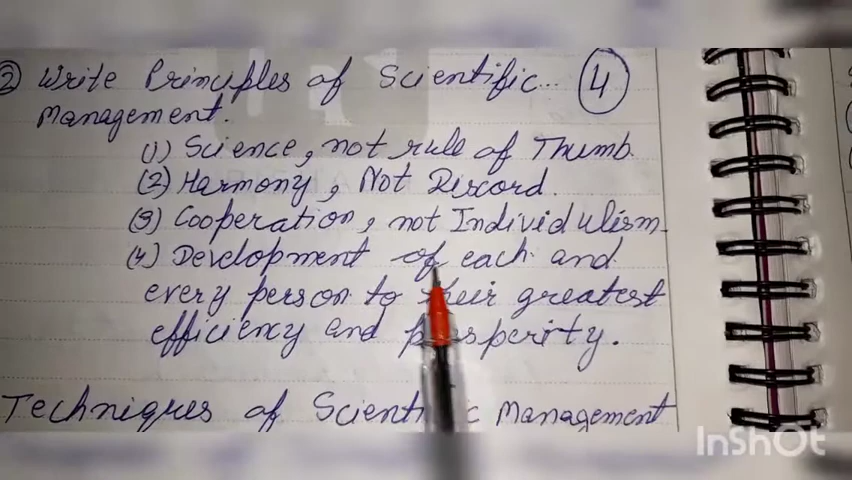 ② Write Principles of Scientific... ④
Management.
(1) Science, not rule of Thumb.
(2) Harmony, Not Discord.
(3) Cooperation, not Individulism.
(4) Development of each and
every person to their greatest
efficiency and prosperity.
Techniques of Scientific Management
InShOt